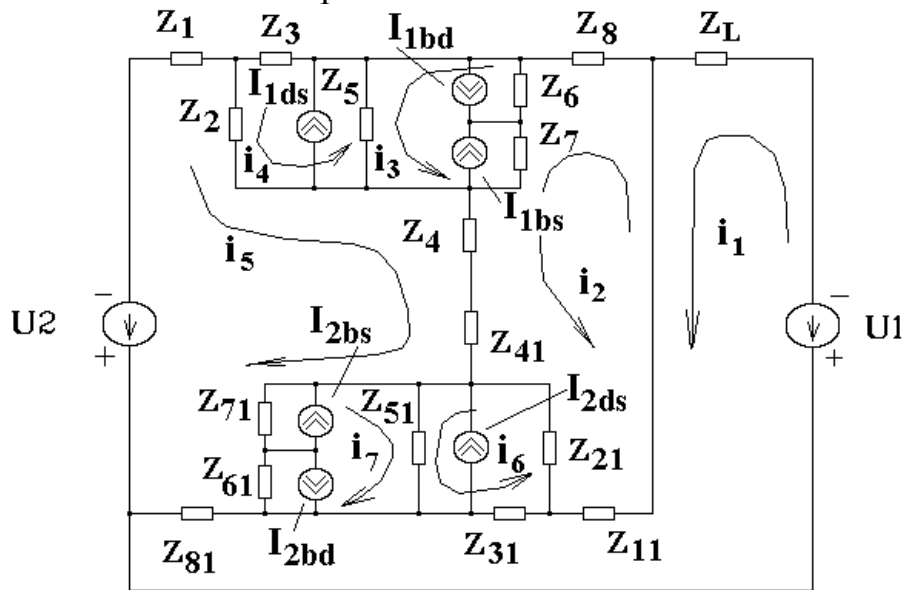 Z1 Z3 I1bd Z8 ZL
I1ds Z5 Z6
Z2 Z7
i4 i3
I1bs
Z4
i5 i2 i1
− −
U2 U1
I2bs
+ +
Z41
Z71 Z51 I2ds
i7 i6 Z21
Z61
Z81 I2bd Z31 Z11